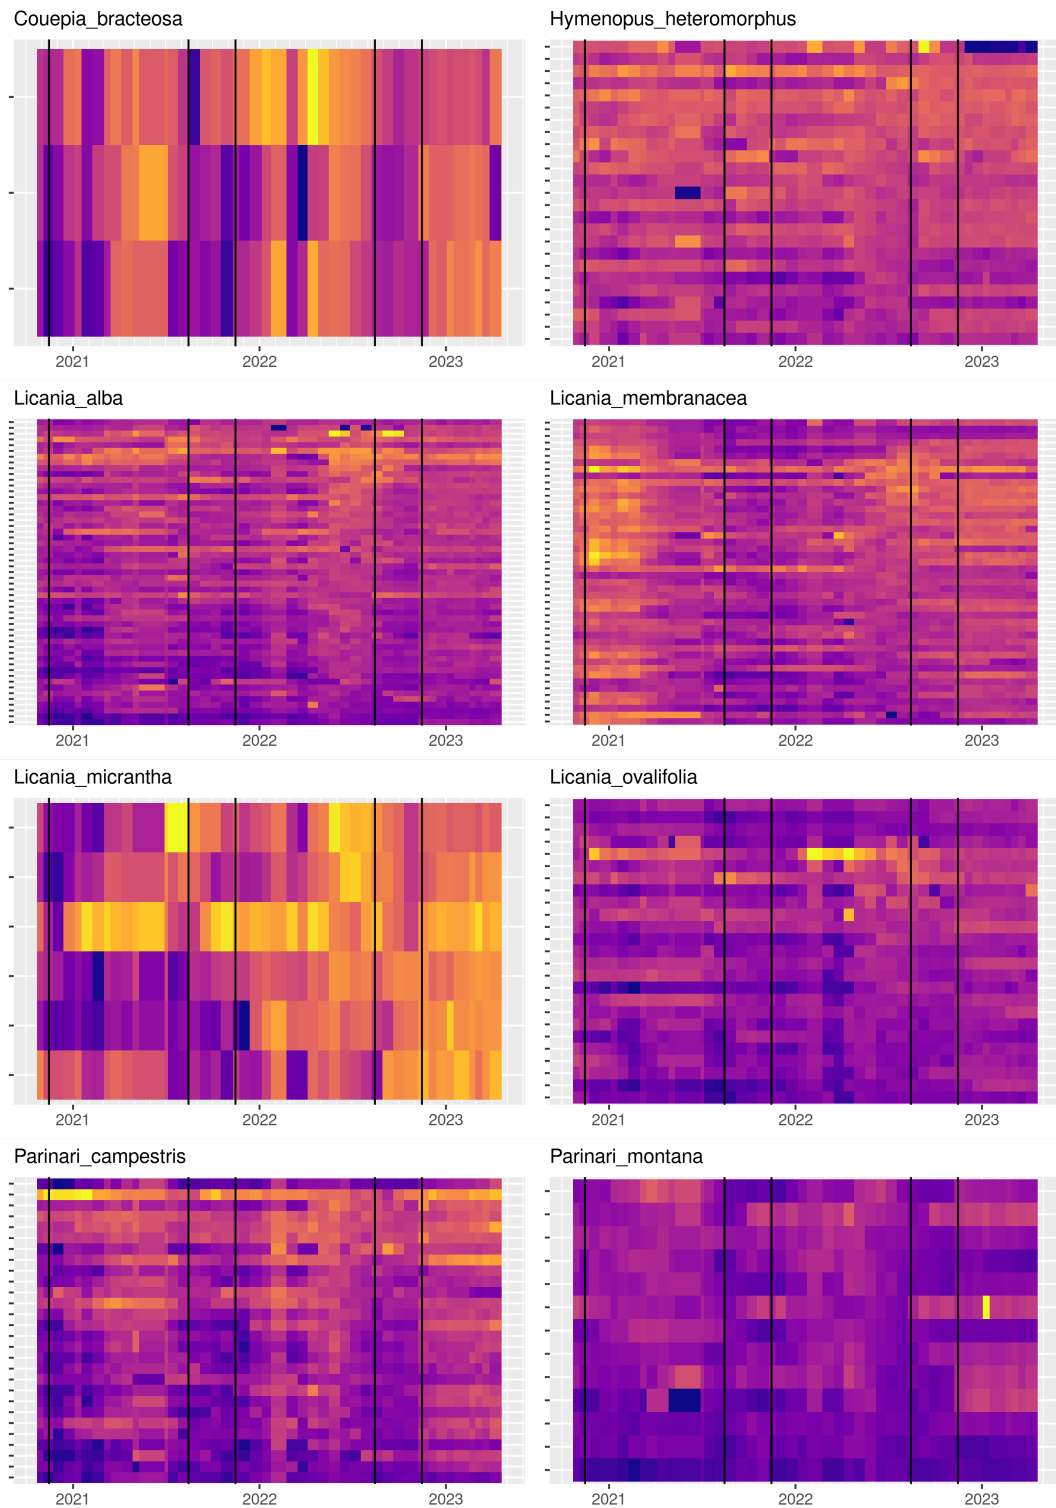 Couepia_bracteosa
Hymenopus_heteromorphus
2021 2022 2023
2021 2022 2023
Licania_alba
Licania_membranacea
2021 2022 2023
2021 2022 2023
Licania_micrantha
Licania_ovalifolia
2021 2022 2023
2021 2022 2023
Parinari_campestris
Parinari_montana
2021 2022 2023
2021 2022 2023